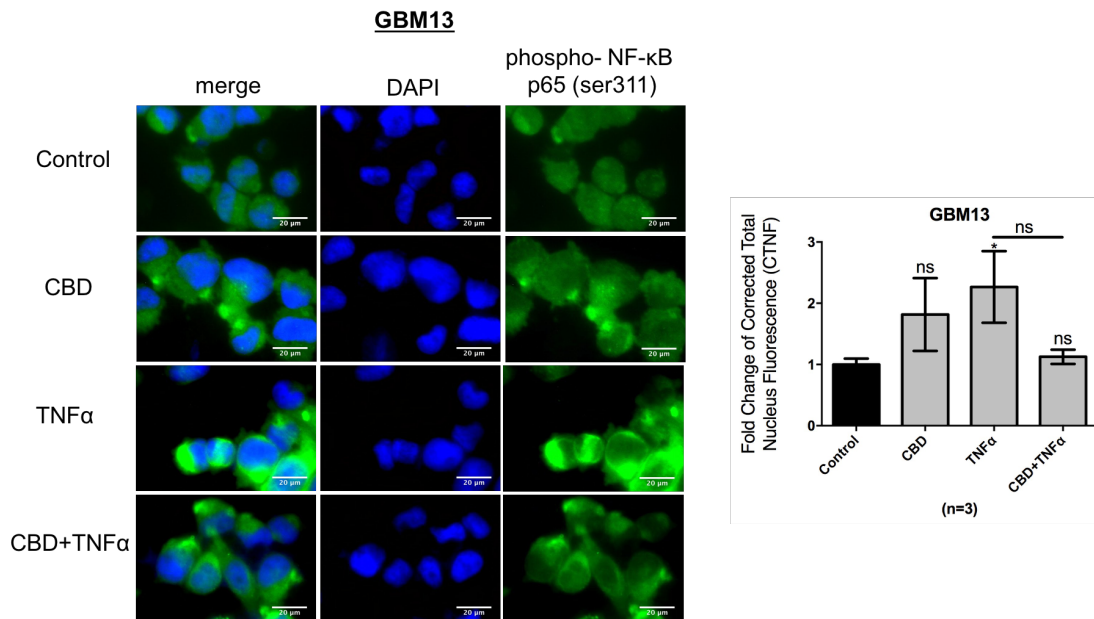 GBM13
merge
DAPI
phospho- NF-κB
p65 (ser311)
Control
20 μm
20 μm
20 μm
CBD
20 μm
20 μm
20 μm
TNFα
20 μm
20 μm
20 μm
CBD+TNFα
20 μm
20 μm
20 μm
GBM13
Fold Change of Corrected Total
Nucleus Fluorescence (CTNF)
3
2
1
0
ns
*
ns
ns
Control
CBD
TNFα
CBD+TNFα
(n=3)